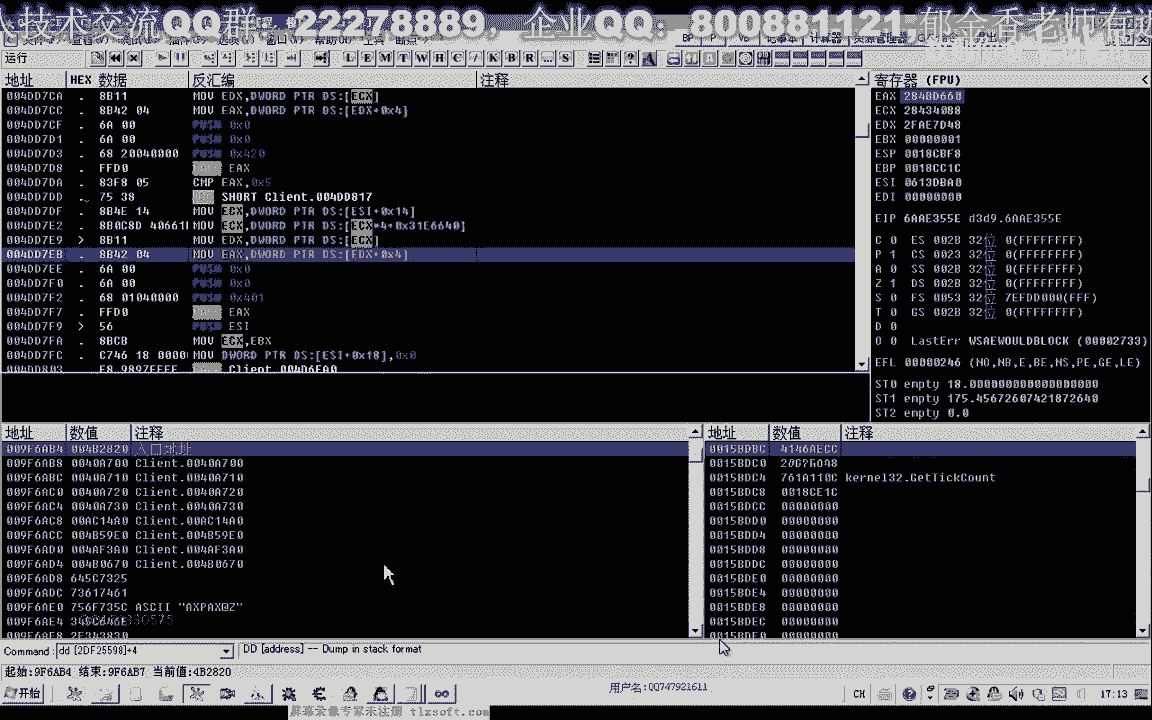 人技术交流QQ群：22278889，企业QQ：800881121 郁金香老师
运行
地址 HEX 数据 反汇编 注释
004DD7CA . 8B11 MOV EDX,DWORD PTR DS:[ECX]
004DD7CC . 8B42 04 MOV EAX,DWORD PTR DS:[EDX+0x4]
004DD7CF . 6A 00 PUSH 0x0
004DD7D1 . 6A 00 PUSH 0x0
004DD7D3 . 68 20040000 PUSH 0x420
004DD7D8 . FFD0 EAX
004DD7DA . 83F8 05 CMP EAX,0x5
004DD7DD . 75 38 SHORT Client.004DD817
004DD7DF . 8B4E 14 MOV ECX,DWORD PTR DS:[ESI+0x14]
004DD7E2 . 8B0C8D 40661 MOV ECX,DWORD PTR DS:[ECX*4+0x31E6640]
004DD7E9 > 8B11 MOV EDX,DWORD PTR DS:[ECX]
004DD7EB . 8B42 04 MOV EAX,DWORD PTR DS:[EDX+0x4]
004DD7EE . 6A 00 PUSH 0x0
004DD7F0 . 6A 00 PUSH 0x0
004DD7F2 . 68 01040000 PUSH 0x401
004DD7F7 . FFD0 EAX
004DD7F9 > 56 PUSH ESI
004DD7FA . 8BCB MOV ECX,EBX
004DD7FC . C746 18 0000 MOV DWORD PTR DS:[ESI+0x18],0x0
004DD803 . E8 9897FFFF Client.004D6FA0
寄存器 (FPU)
EAX 284BD660
ECX 28434088
EDX 2FAE7D48
EBX 00000001
ESP 0018CBF8
EBP 0018CC1C
ESI 0613DBA0
EDI 00000000
EIP 6AAE355E d3d9.6AAE355E
C 0 ES 002B 32位 0(FFFFFFFF)
P 1 CS 0023 32位 0(FFFFFFFF)
A 0 SS 002B 32位 0(FFFFFFFF)
Z 1 DS 002B 32位 0(FFFFFFFF)
S 0 FS 0053 32位 7EFDD000(FFF)
T 0 GS 002B 32位 0(FFFFFFFF)
D 0
O 0 LastErr WSAEWOULDBLOCK (00002733)
EFL 00000246 (NO,NB,E,BE,NS,PE,GE,LE)
ST0 empty 18.000000000000000000
ST1 empty 175.45672607421872640
ST2 empty 0.0
地址 数值 注释
009F6AB4 004B2820 入口地址
009F6AB8 0040A700 Client.0040A700
009F6ABC 0040A710 Client.0040A710
009F6AC0 0040A720 Client.0040A720
009F6AC4 0040A730 Client.0040A730
009F6AC8 00AC14A0 Client.00AC14A0
009F6ACC 004B59E0 Client.004B59E0
009F6AD0 004AF3A0 Client.004AF3A0
009F6AD4 004B0670 Client.004B0670
009F6AD8 645C7325
009F6ADC 73617461
009F6AE0 756F735C ASCII "AXPAX@Z"
009F6AE4
009F6AE8 2E343830
地址 数值 注释
0015BDBC 4146AECC
0015BDC0
0015BDC4 761A110C kernel32.GetTickCount
0015BDC8 0018CE1C
0015BDCC 00000000
0015BDD0 00000000
0015BDD4 00000000
0015BDD8 00000000
0015BDDC 00000000
0015BDE0 00000000
0015BDE4 00000000
0015BDE8 00000000
0015BDEC 00000000
0015BDF0 00000000
Command: dd [2DF25598]+4 DD [address] -- Dump in stack format
起始:9F6AB4 结束:9F6AB7 当前值:4B2820
开始 用户名:QQ747921611 CH 17:13
屏幕录像专家未注册 tlxsoft.com